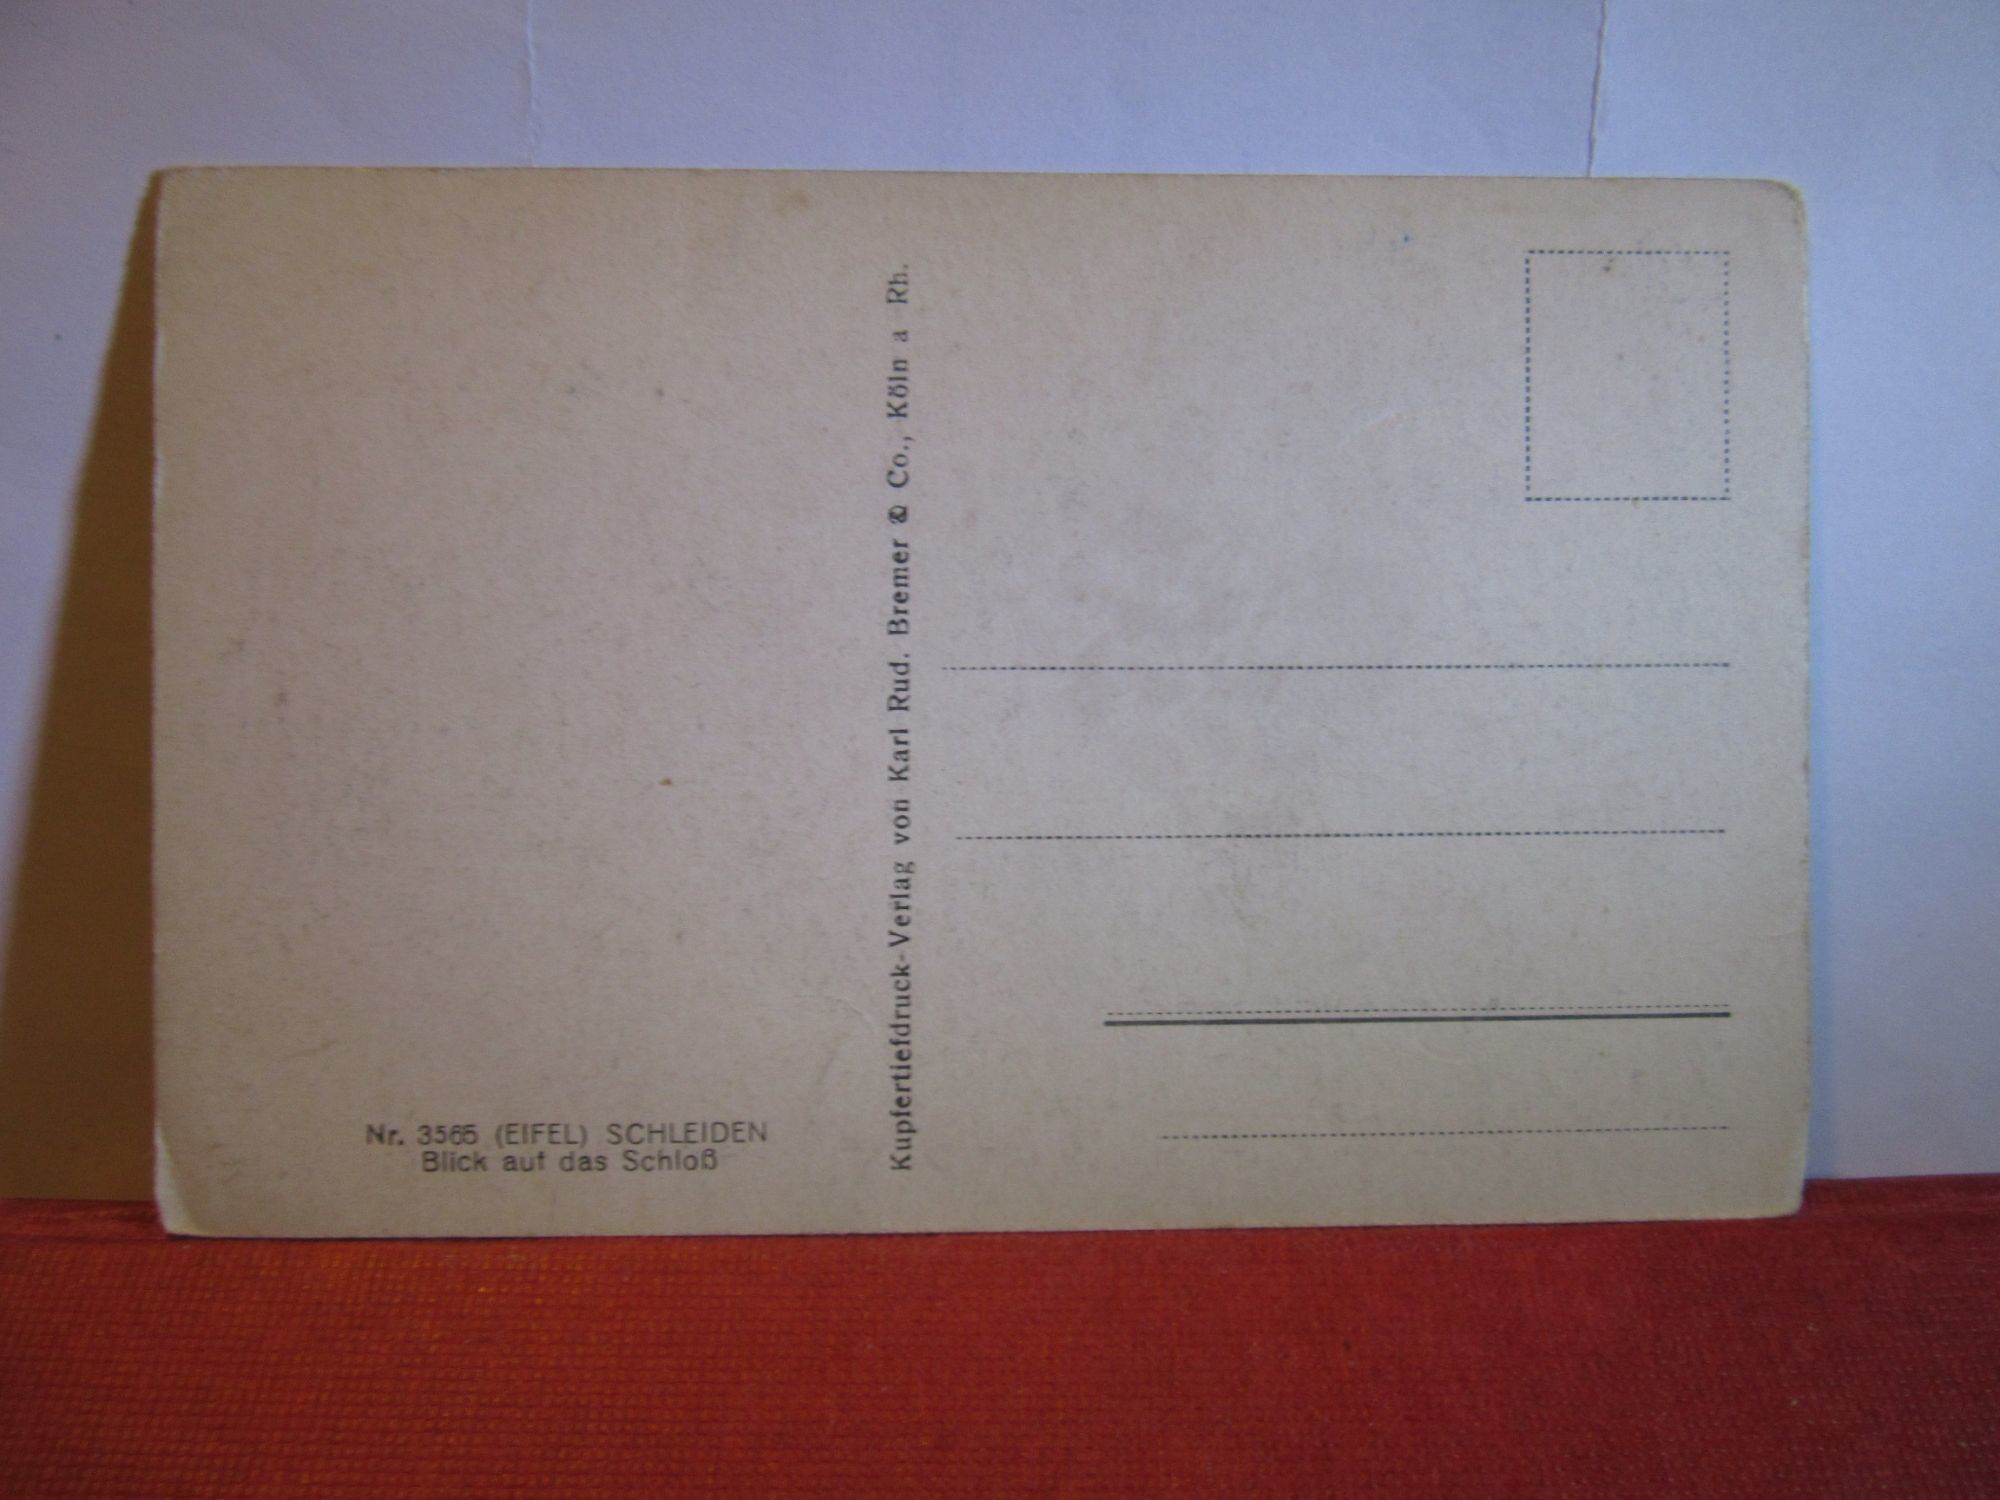 Nr. 3565 (EIFEL) SCHLEIDEN
Blick auf das Schloß
Kupfertiefdruck-Verlag von Karl Rud. Bremer & Co., Köln a Rh.